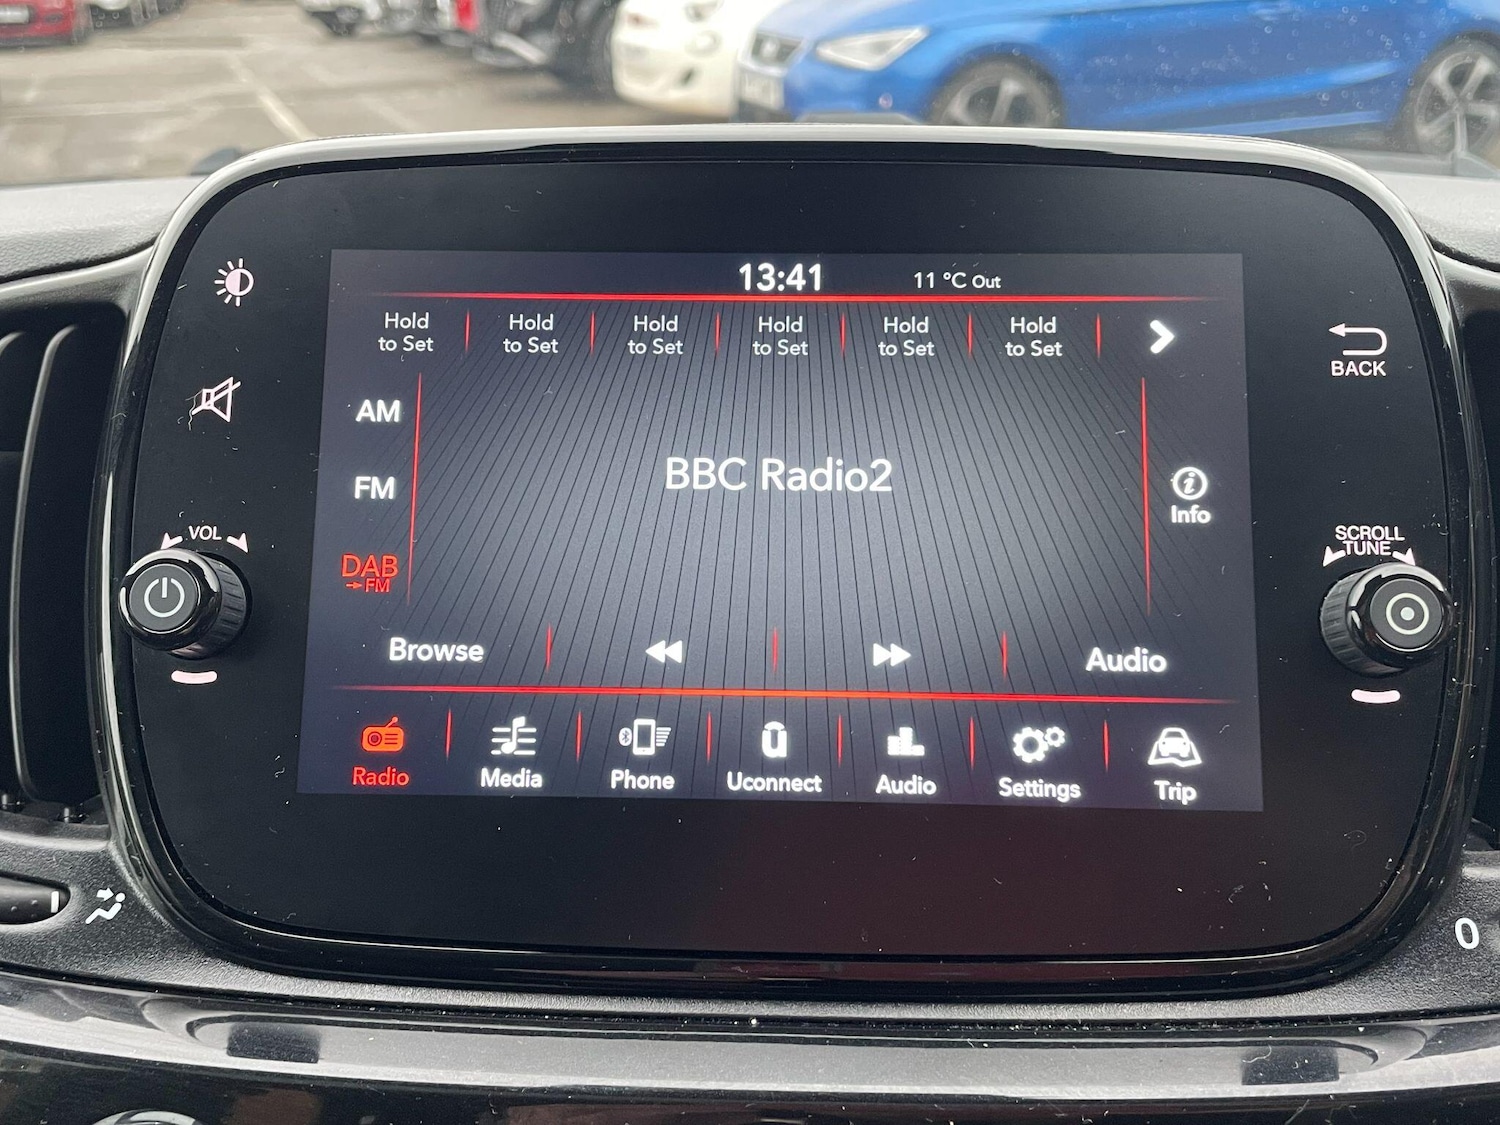 13:41 11 °C Out
Hold to Set
Hold to Set
Hold to Set
Hold to Set
Hold to Set
Hold to Set
BACK
AM
FM
DAB
FM
BBC Radio2
i
Info
VOL
SCROLL
TUNE
Browse
Audio
Radio
Media
Phone
Uconnect
Audio
Settings
Trip
0